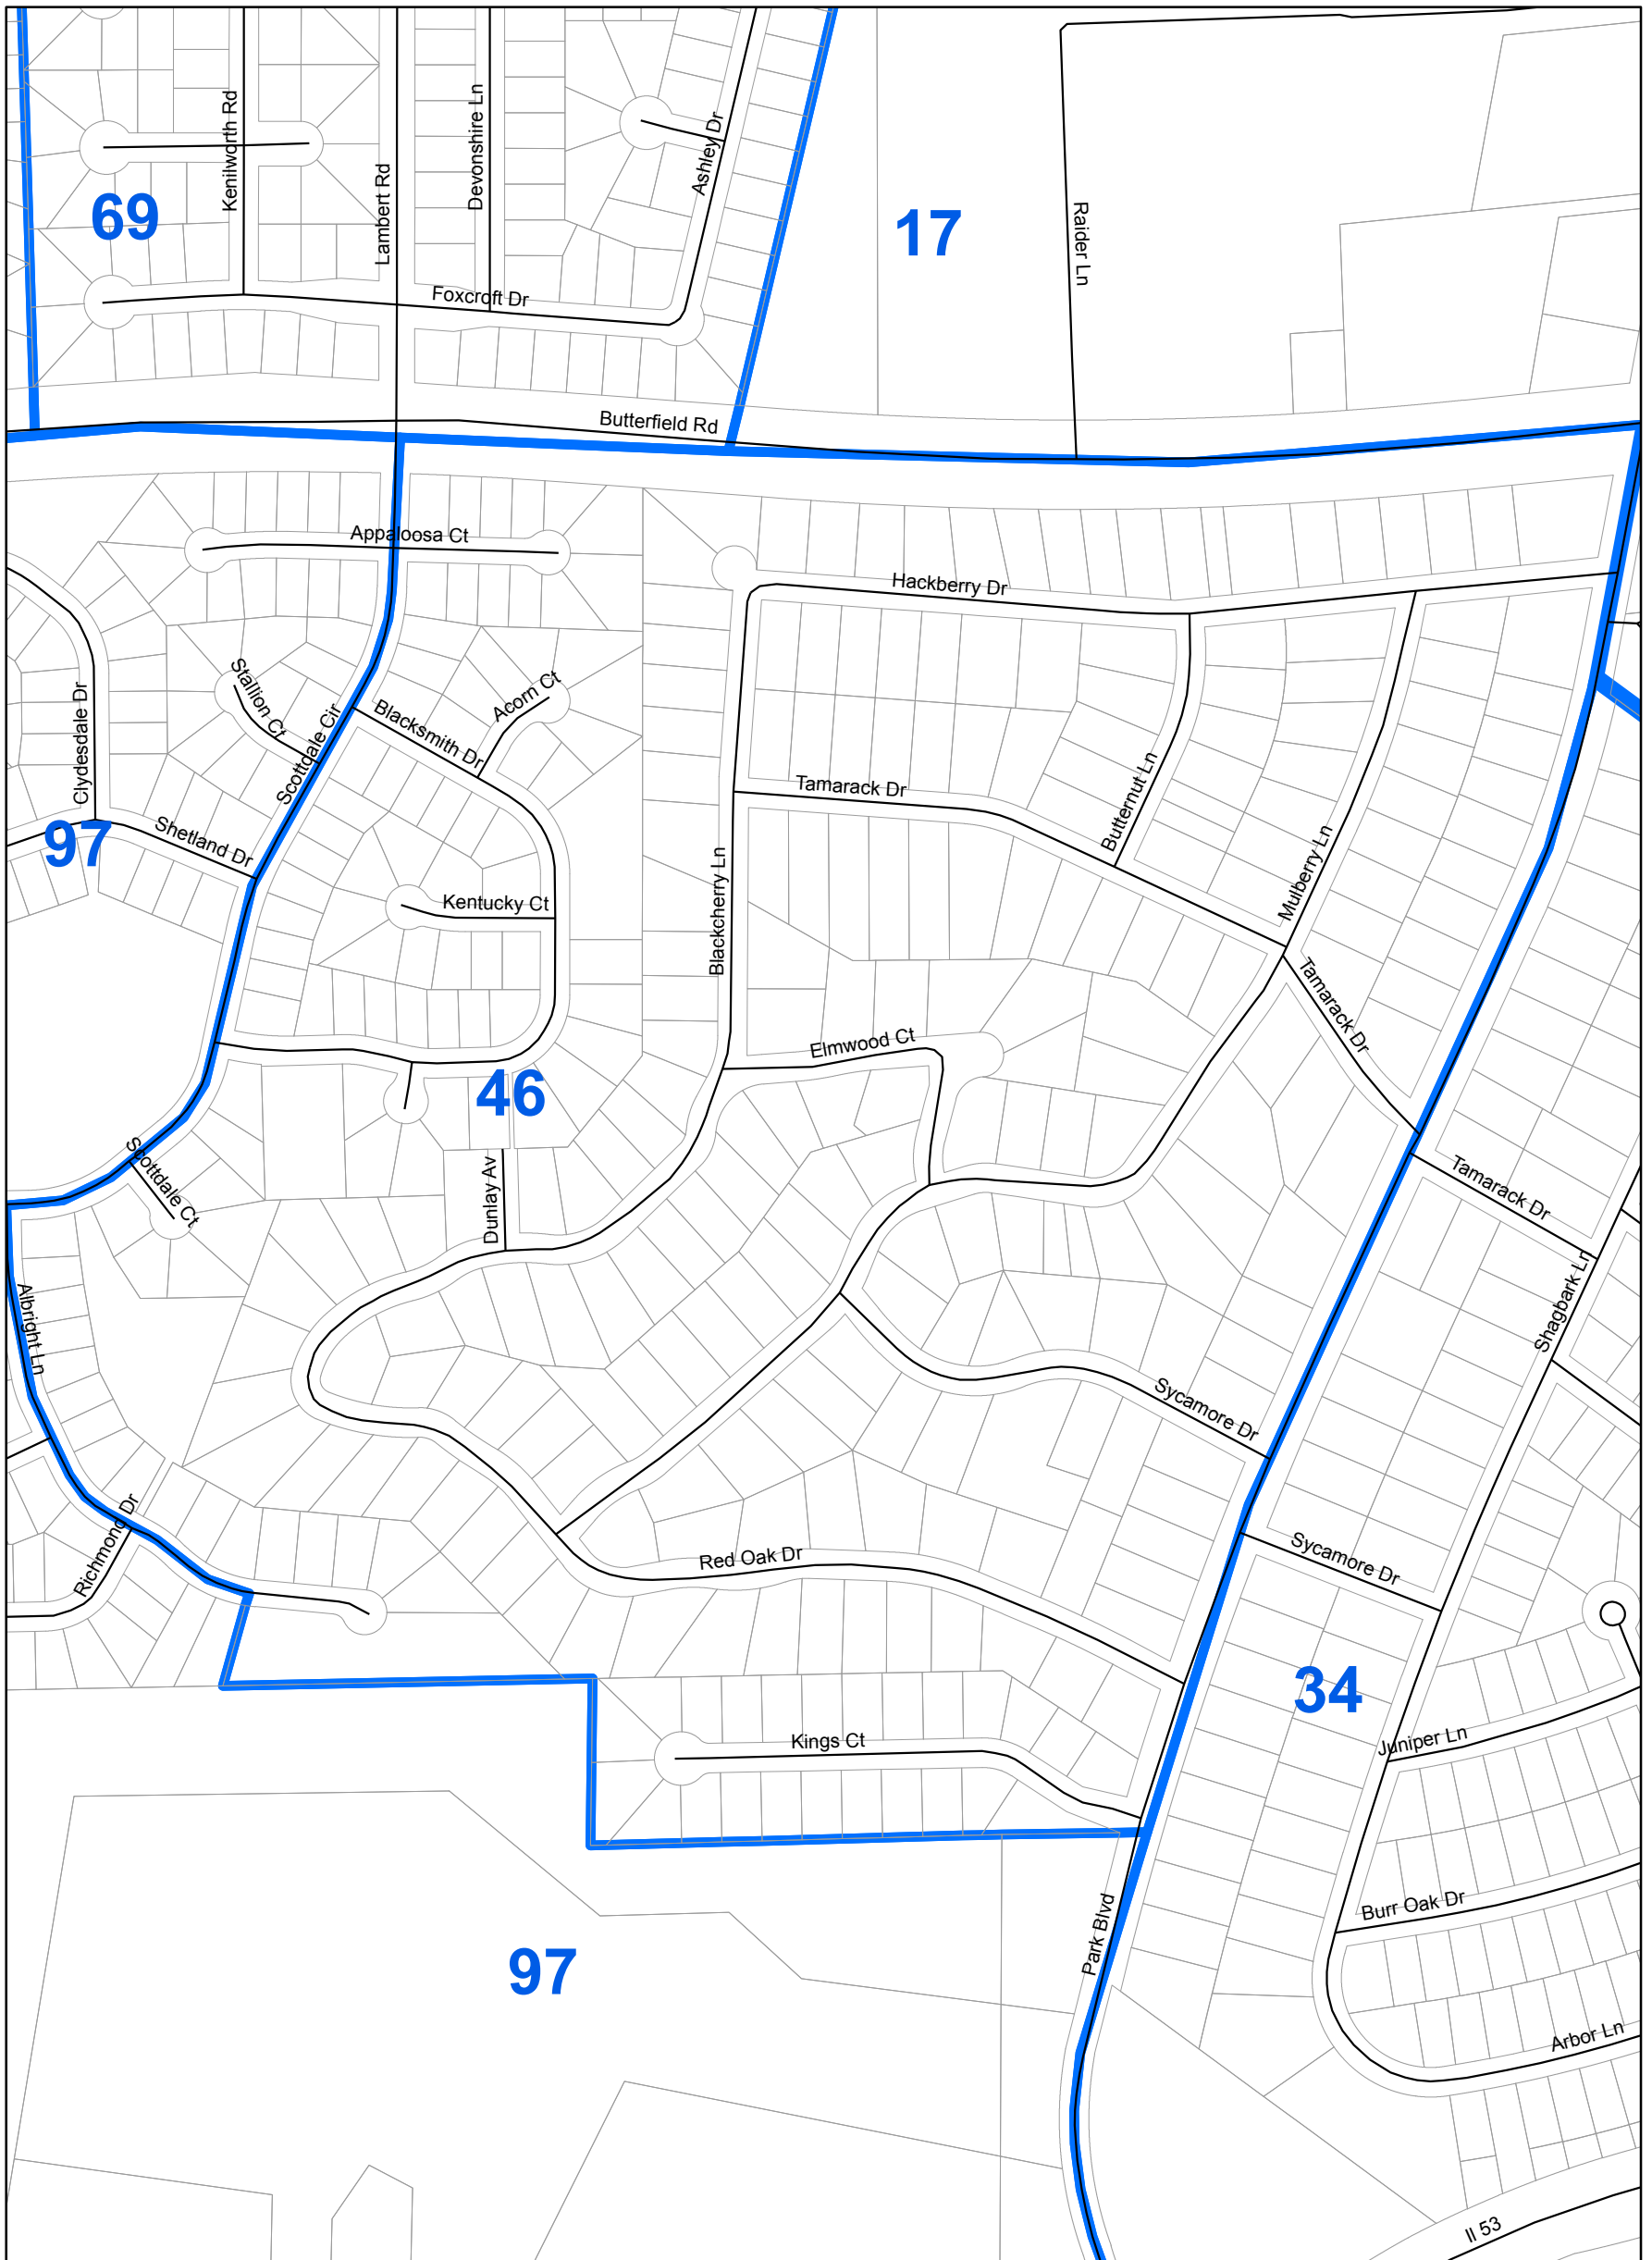 Kenilworth Rd
Lambert Rd
Devonshire Ln
Ashley Dr
69
17
Raider Ln
Foxcroft Dr
Butterfield Rd
Appaloosa Ct
Hackberry Dr
Stallion Ct
Acorn Ct
Clydesdale Dr
Scottdale Cir
Blacksmith Dr
Tamarack Dr
Butternut Ln
97
Shetland Dr
Mulberry Ln
Kentucky Ct
Blackcherry Ln
Tamarack Dr
Elmwood Ct
46
Scottdale Ct
Dunlay Av
Tamarack Dr
Albright Ln
Shagbark Ln
Sycamore Dr
Richmond Dr
Red Oak Dr
Sycamore Dr
34
Kings Ct
Juniper Ln
Burr Oak Dr
Park Blvd
97
Arbor Ln
Il 53